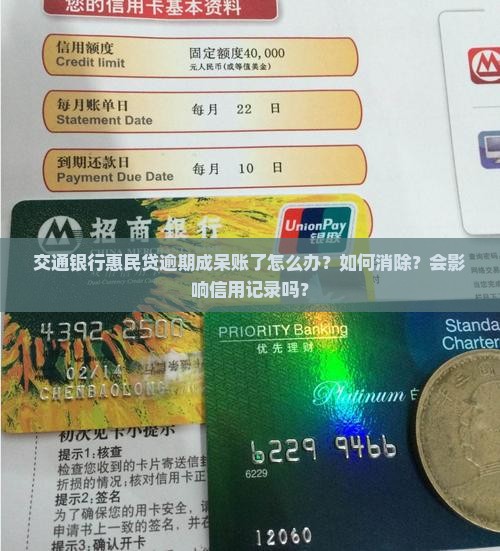 您的信用卡基本资料
信用额度
Credit limit
固定额度40,000
元人民币(或等值美金)
每月账单日
Statement Date
每月 22 日
到期还款日
Payment Due Date
每月 10 日
招商银行
UnionPay
银联
交通银行惠民贷逾期成呆账了怎么办？如何消除？会影
响信用记录吗？
4392 2500
02/14
CHENBAOLONG
PRIORITY Banking
优先理财
Standa
Charter
Platinum 白
6229 9466
6229
12060
初次见卡小提示
提示1:核查
检查您收到的卡片寄送信封
折损的情况;核对信用卡正
提示2:签名
为了确保您的用卡安全，请
申请书上一致的签名，并在
提示3:确认开卡